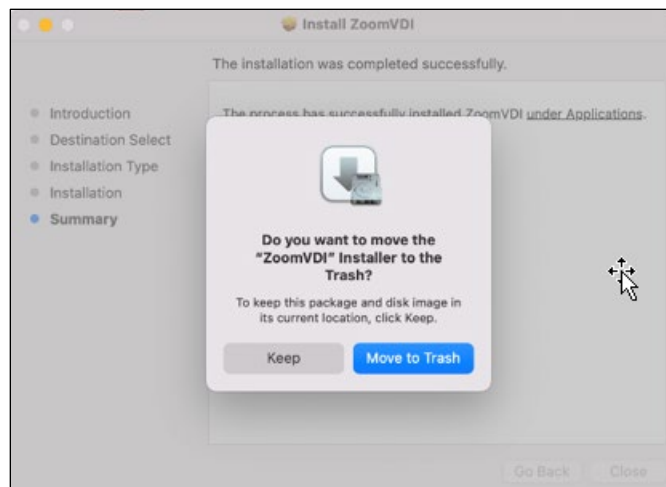 Install ZoomVDI
The installation was completed successfully.
Introduction
Destination Select
Installation Type
Installation
Summary
The process has successfully installed ZoomVDI under Applications.
Do you want to move the
"ZoomVDI" Installer to the
Trash?
To keep this package and disk image in
its current location, click Keep.
Keep
Move to Trash
Go Back
Close